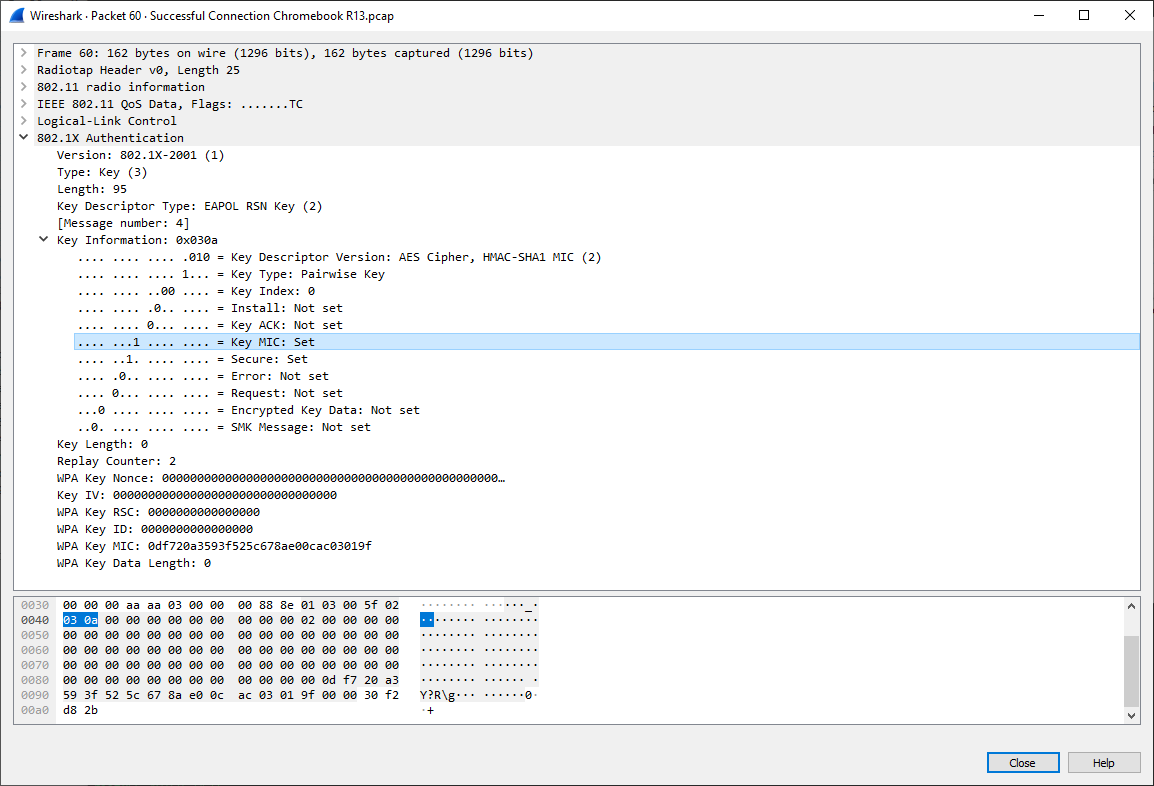 Wireshark · Packet 60 · Successful Connection Chromebook R13.pcap
Frame 60: 162 bytes on wire (1296 bits), 162 bytes captured (1296 bits)
Radiotap Header v0, Length 25
802.11 radio information
IEEE 802.11 QoS Data, Flags: .......TC
Logical-Link Control
802.1X Authentication
Version: 802.1X-2001 (1)
Type: Key (3)
Length: 95
Key Descriptor Type: EAPOL RSN Key (2)
[Message number: 4]
Key Information: 0x030a
.... .... .... .010 = Key Descriptor Version: AES Cipher, HMAC-SHA1 MIC (2)
.... .... .... 1... = Key Type: Pairwise Key
.... .... ..00 .... = Key Index: 0
.... .... .0.. .... = Install: Not set
.... .... 0... .... = Key ACK: Not set
.... ...1 .... .... = Key MIC: Set
.... ..1. .... .... = Secure: Set
.... .0.. .... .... = Error: Not set
.... 0... .... .... = Request: Not set
...0 .... .... .... = Encrypted Key Data: Not set
..0. .... .... .... = SMK Message: Not set
Key Length: 0
Replay Counter: 2
WPA Key Nonce: 000000000000000000000000000000000000000000000000…
Key IV: 00000000000000000000000000000000
WPA Key RSC: 0000000000000000
WPA Key ID: 0000000000000000
WPA Key MIC: 0df720a3593f525c678ae00cac03019f
WPA Key Data Length: 0
0030 00 00 00 aa aa 03 00 00 00 88 8e 01 03 00 5f 02 ········ ······_·
0040 03 0a 00 00 00 00 00 00 00 00 00 02 00 00 00 00 ········ ········
0050 00 00 00 00 00 00 00 00 00 00 00 00 00 00 00 00 ········ ········
0060 00 00 00 00 00 00 00 00 00 00 00 00 00 00 00 00 ········ ········
0070 00 00 00 00 00 00 00 00 00 00 00 00 00 00 00 00 ········ ········
0080 00 00 00 00 00 00 00 00 00 00 00 00 0d f7 20 a3 ········ ······ ·
0090 59 3f 52 5c 67 8a e0 0c ac 03 01 9f 00 00 30 f2 Y?R\g··· ······0·
00a0 d8 2b ·+
Close Help